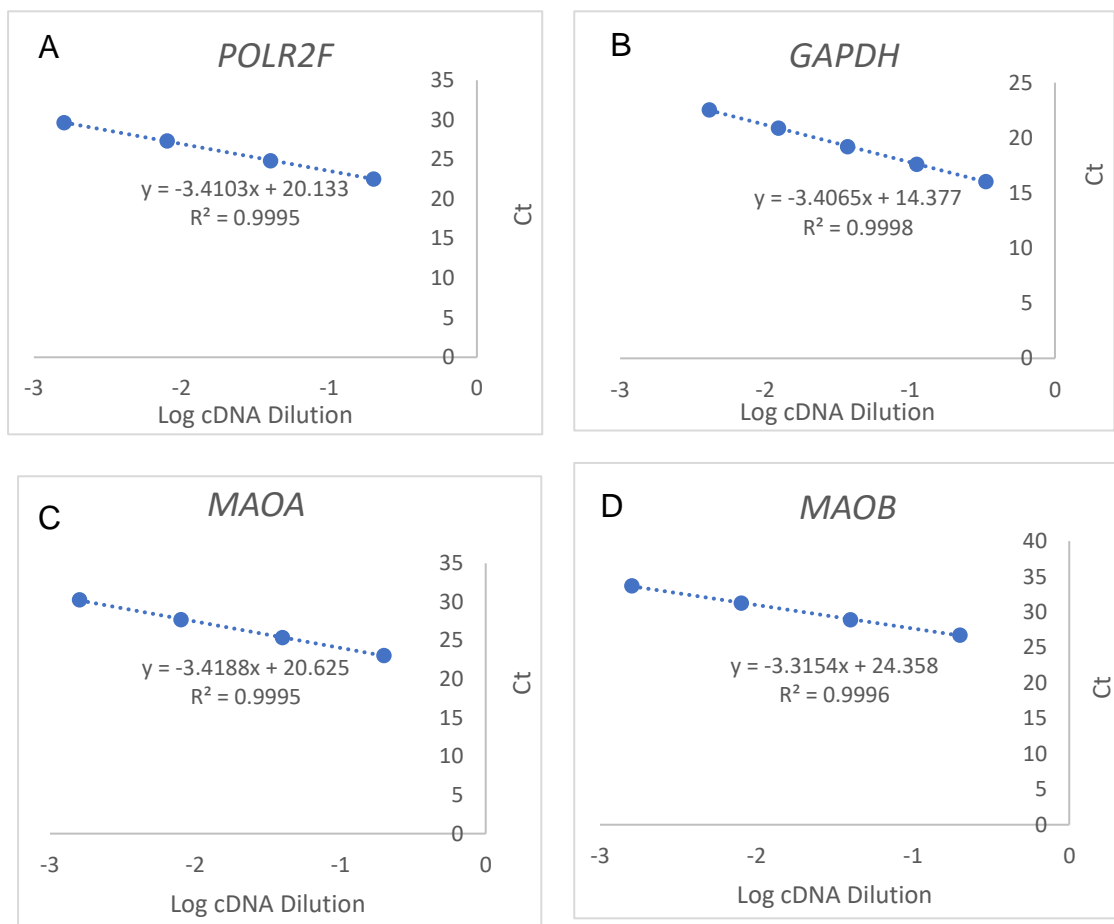 A
POLR2F
35
30
25
20
15
10
5
0
y = -3.4103x + 20.133
R² = 0.9995
Ct
-3 -2 -1 0
Log cDNA Dilution
B
GAPDH
25
20
15
10
5
0
y = -3.4065x + 14.377
R² = 0.9998
Ct
-3 -2 -1 0
Log cDNA Dilution
C
MAOA
35
30
25
20
15
10
5
0
y = -3.4188x + 20.625
R² = 0.9995
Ct
-3 -2 -1 0
Log cDNA Dilution
D
MAOB
40
35
30
25
20
15
10
5
0
y = -3.3154x + 24.358
R² = 0.9996
Ct
-3 -2 -1 0
Log cDNA Dilution